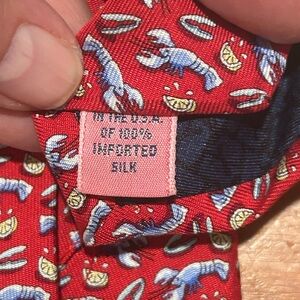 IN THE U.S.A.
OF 100%
IMPORTED
SILK